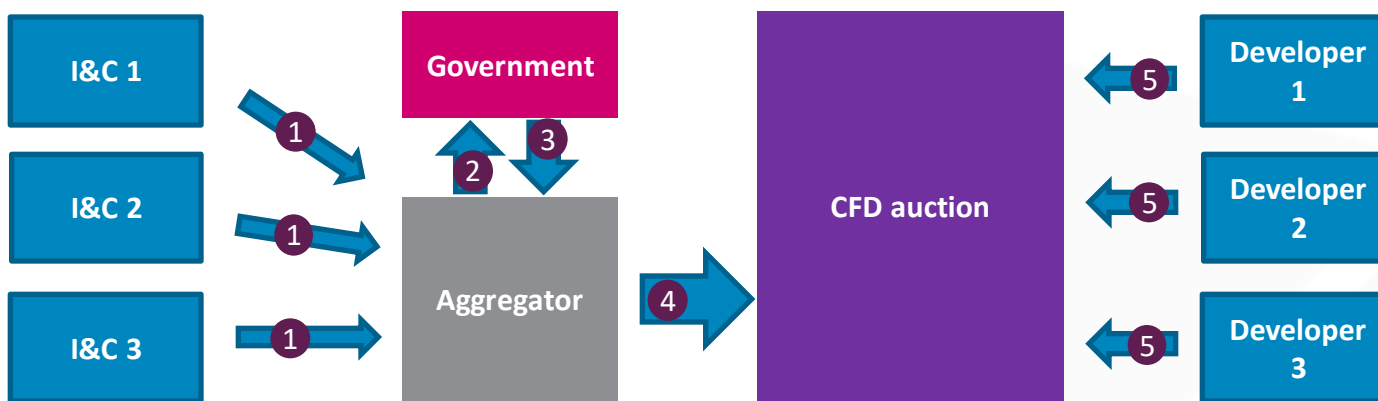 I&C 1
I&C 2
I&C 3
1
1
1
Government
2
3
Aggregator
4
CFD auction
5
5
5
Developer
1
Developer
2
Developer
3